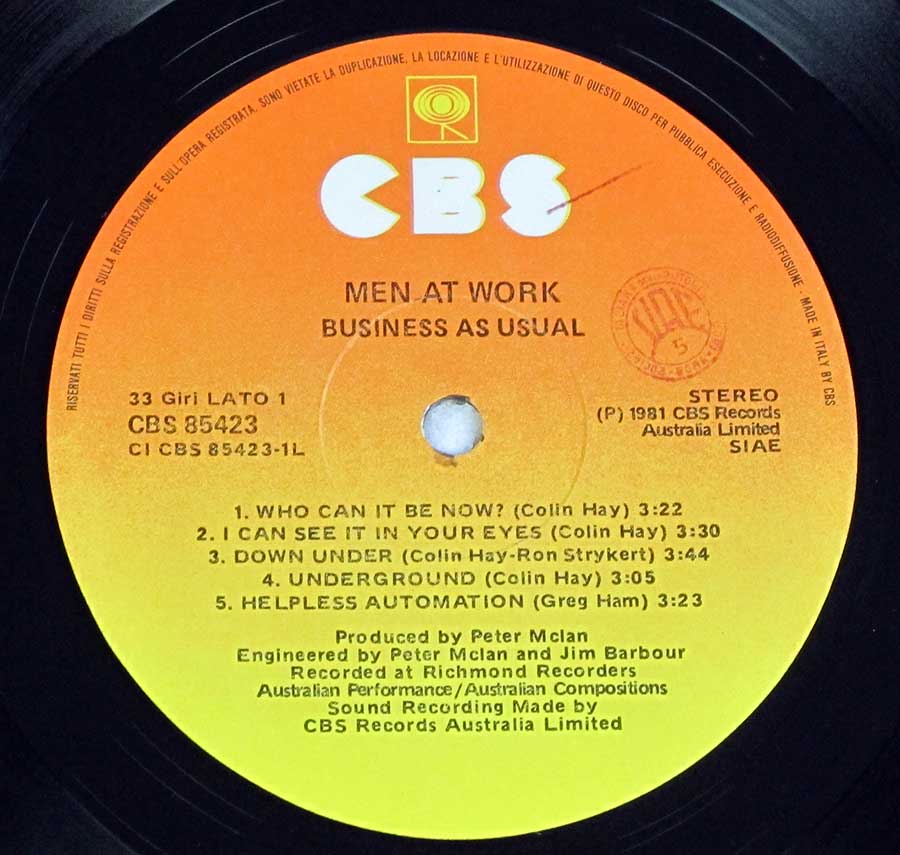 RISERVATI TUTTI I DIRITTI SULLA REGISTRAZIONE E SULL'OPERA REGISTRATA. SONO VIETATE LA DUPLICAZIONE, LA LOCAZIONE E L'UTILIZZAZIONE DI QUESTO DISCO PER PUBBLICA ESECUZIONE E RADIODIFFUSIONE - MADE IN ITALY BY CBS
CBS
MEN AT WORK
BUSINESS AS USUAL
SIAE
5
ROMA
33 Giri LATO 1
CBS 85423
CI CBS 85423-1L
STEREO
(P) 1981 CBS Records
Australia Limited
SIAE
1. WHO CAN IT BE NOW? (Colin Hay) 3:22
2. I CAN SEE IT IN YOUR EYES (Colin Hay) 3:30
3. DOWN UNDER (Colin Hay-Ron Strykert) 3:44
4. UNDERGROUND (Colin Hay) 3:05
5. HELPLESS AUTOMATION (Greg Ham) 3:23
Produced by Peter McIan
Engineered by Peter McIan and Jim Barbour
Recorded at Richmond Recorders
Australian Performance/Australian Compositions
Sound Recording Made by
CBS Records Australia Limited